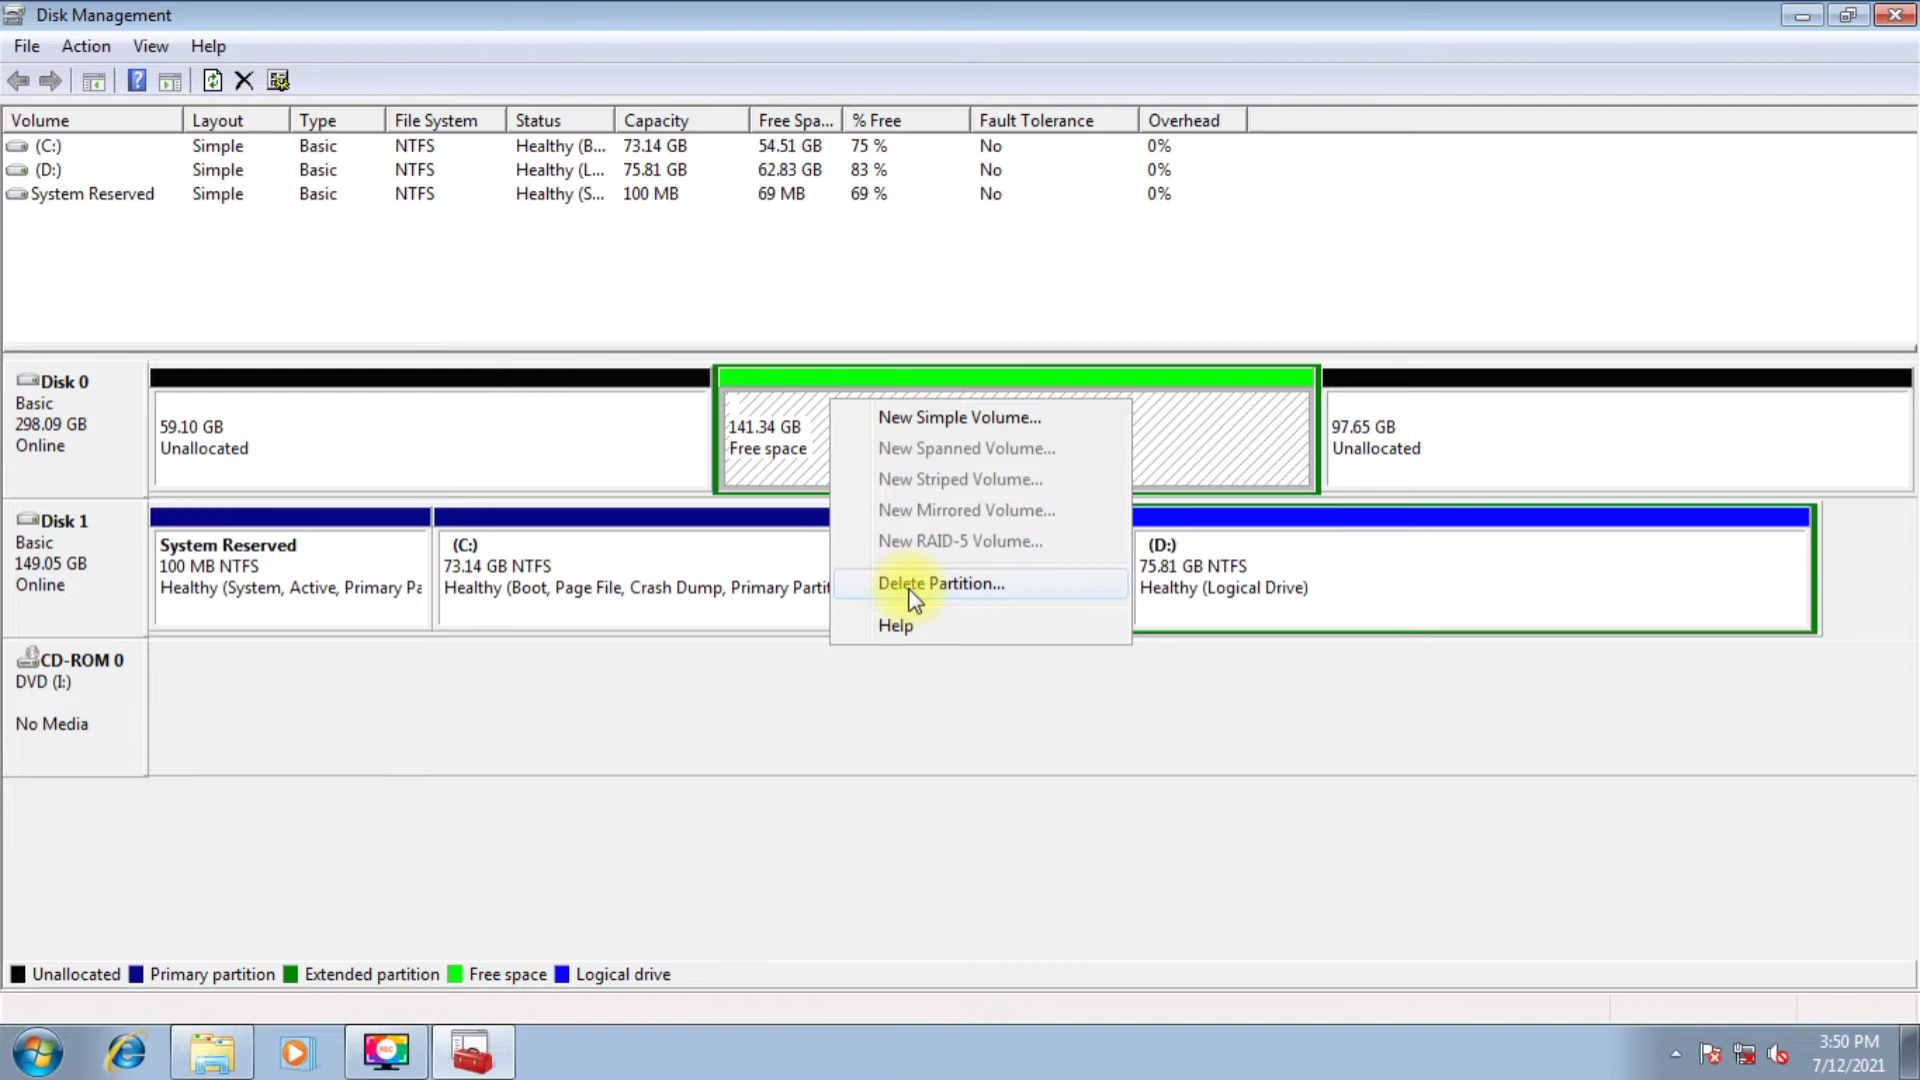 Disk Management
File Action View Help
Volume Layout Type File System Status Capacity Free Spa... % Free Fault Tolerance Overhead
(C:) Simple Basic NTFS Healthy (B... 73.14 GB 54.51 GB 75 % No 0%
(D:) Simple Basic NTFS Healthy (L... 75.81 GB 62.83 GB 83 % No 0%
System Reserved Simple Basic NTFS Healthy (S... 100 MB 69 MB 69 % No 0%
Disk 0
Basic
298.09 GB
Online
59.10 GB
Unallocated
141.34 GB
Free space
97.65 GB
Unallocated
New Simple Volume...
New Spanned Volume...
New Striped Volume...
New Mirrored Volume...
New RAID-5 Volume...
Delete Partition...
Help
Disk 1
Basic
149.05 GB
Online
System Reserved
100 MB NTFS
Healthy (System, Active, Primary Pa
(C:)
73.14 GB NTFS
Healthy (Boot, Page File, Crash Dump, Primary Partit
(D:)
75.81 GB NTFS
Healthy (Logical Drive)
CD-ROM 0
DVD (I:)
No Media
Unallocated Primary partition Extended partition Free space Logical drive
REC
3:50 PM
7/12/2021